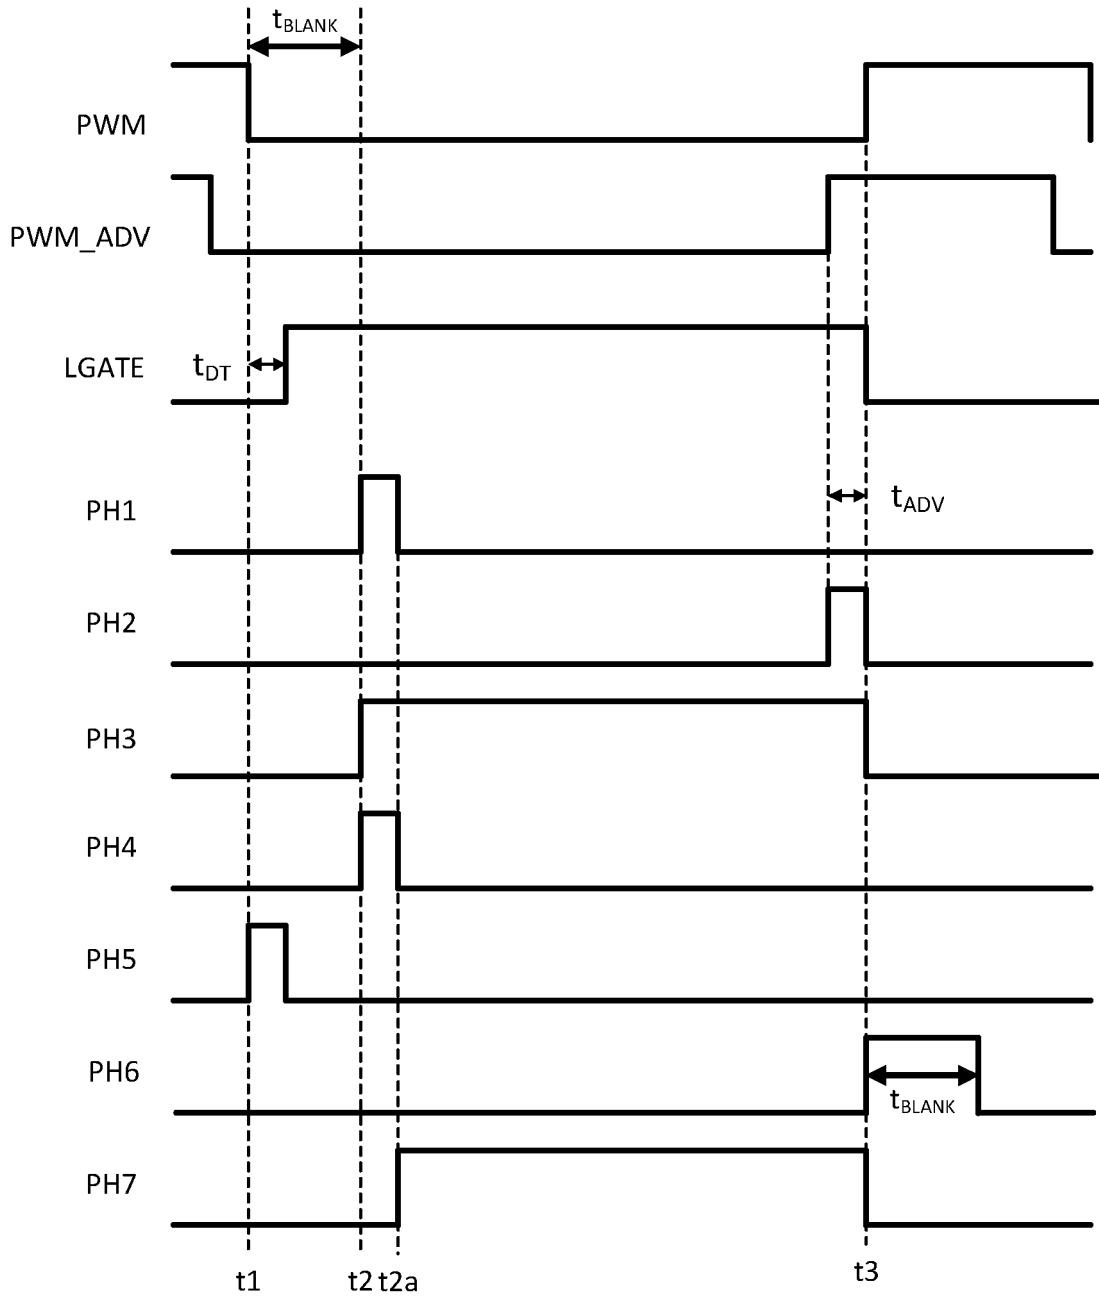 tBLANK
PWM
PWM_ADV
LGATE
tDT
PH1
tADV
PH2
PH3
PH4
PH5
PH6
tBLANK
PH7
t1
t2
t2a
t3